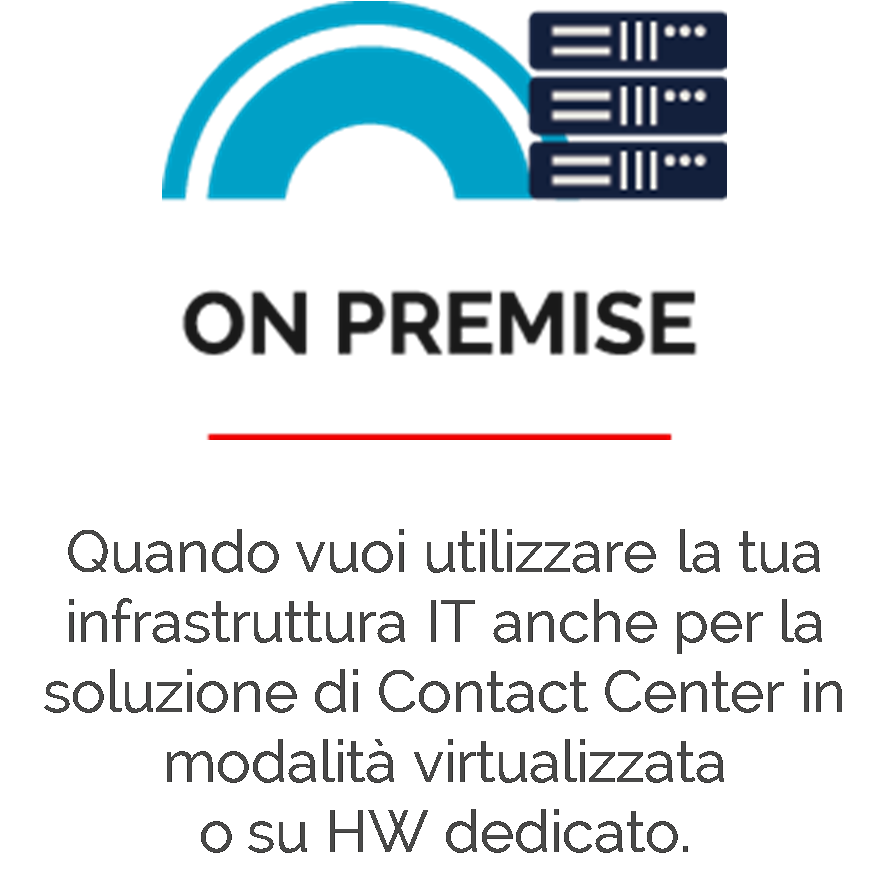 ON PREMISE
Quando vuoi utilizzare la tua
infrastruttura IT anche per la
soluzione di Contact Center in
modalità virtualizzata
o su HW dedicato.